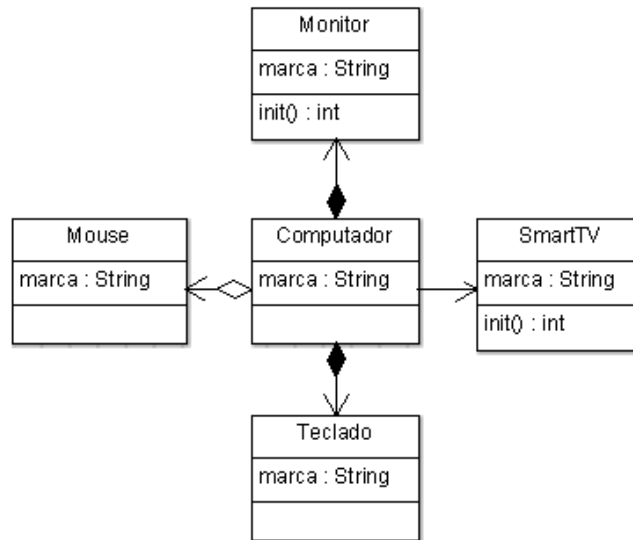 Monitor
marca : String
init() : int
Mouse
marca : String
Computador
marca : String
SmartTV
marca : String
init() : int
Teclado
marca : String